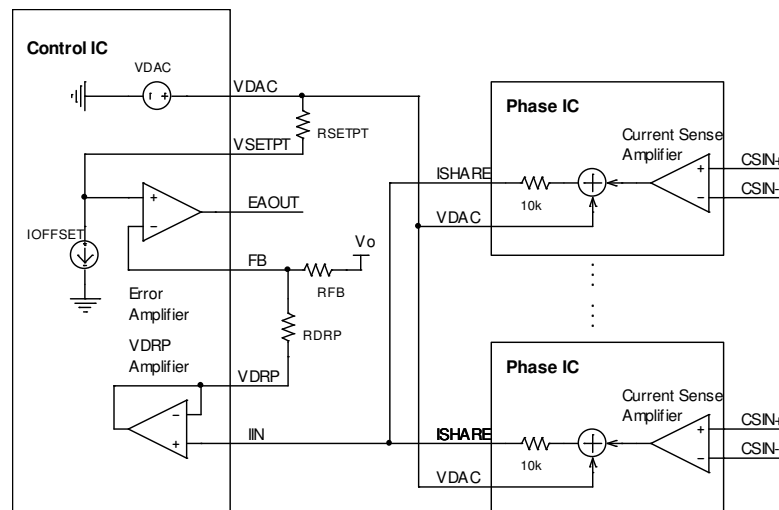 Control IC
VDAC
VDAC
RSETPT
VSETPT
IOFFSET
EAOUT
Vo
FB
RFB
Error
Amplifier
RDRP
VDRP
Amplifier
VDRP
IIN
Phase IC
Current Sense
Amplifier
CSIN+
ISHARE
CSIN-
10k
VDAC
Phase IC
Current Sense
Amplifier
CSIN+
ISHARE
CSIN-
10k
VDAC